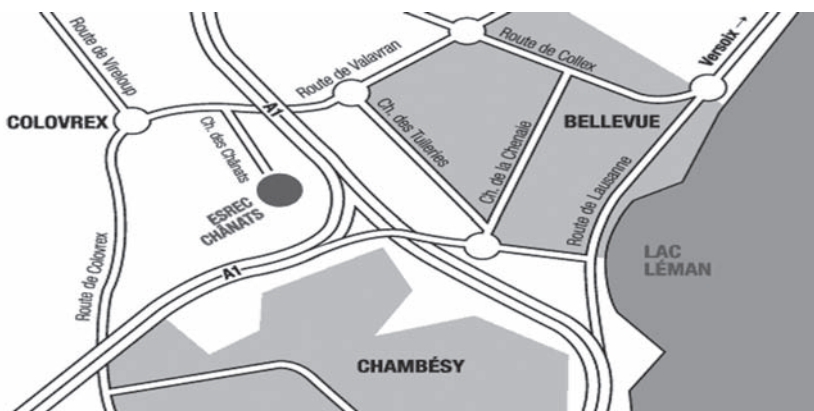 Route de Vireloup
Route de Valavran
Route de Collex
Versoix →
A1
COLOVREX
Ch. des Chânats
Ch. des Tuileries
BELLEVUE
Ch. de la Chenaie
Route de Lausanne
ESREC
CHÂNATS
Route de Colovrex
A1
LAC
LÉMAN
CHAMBÉSY